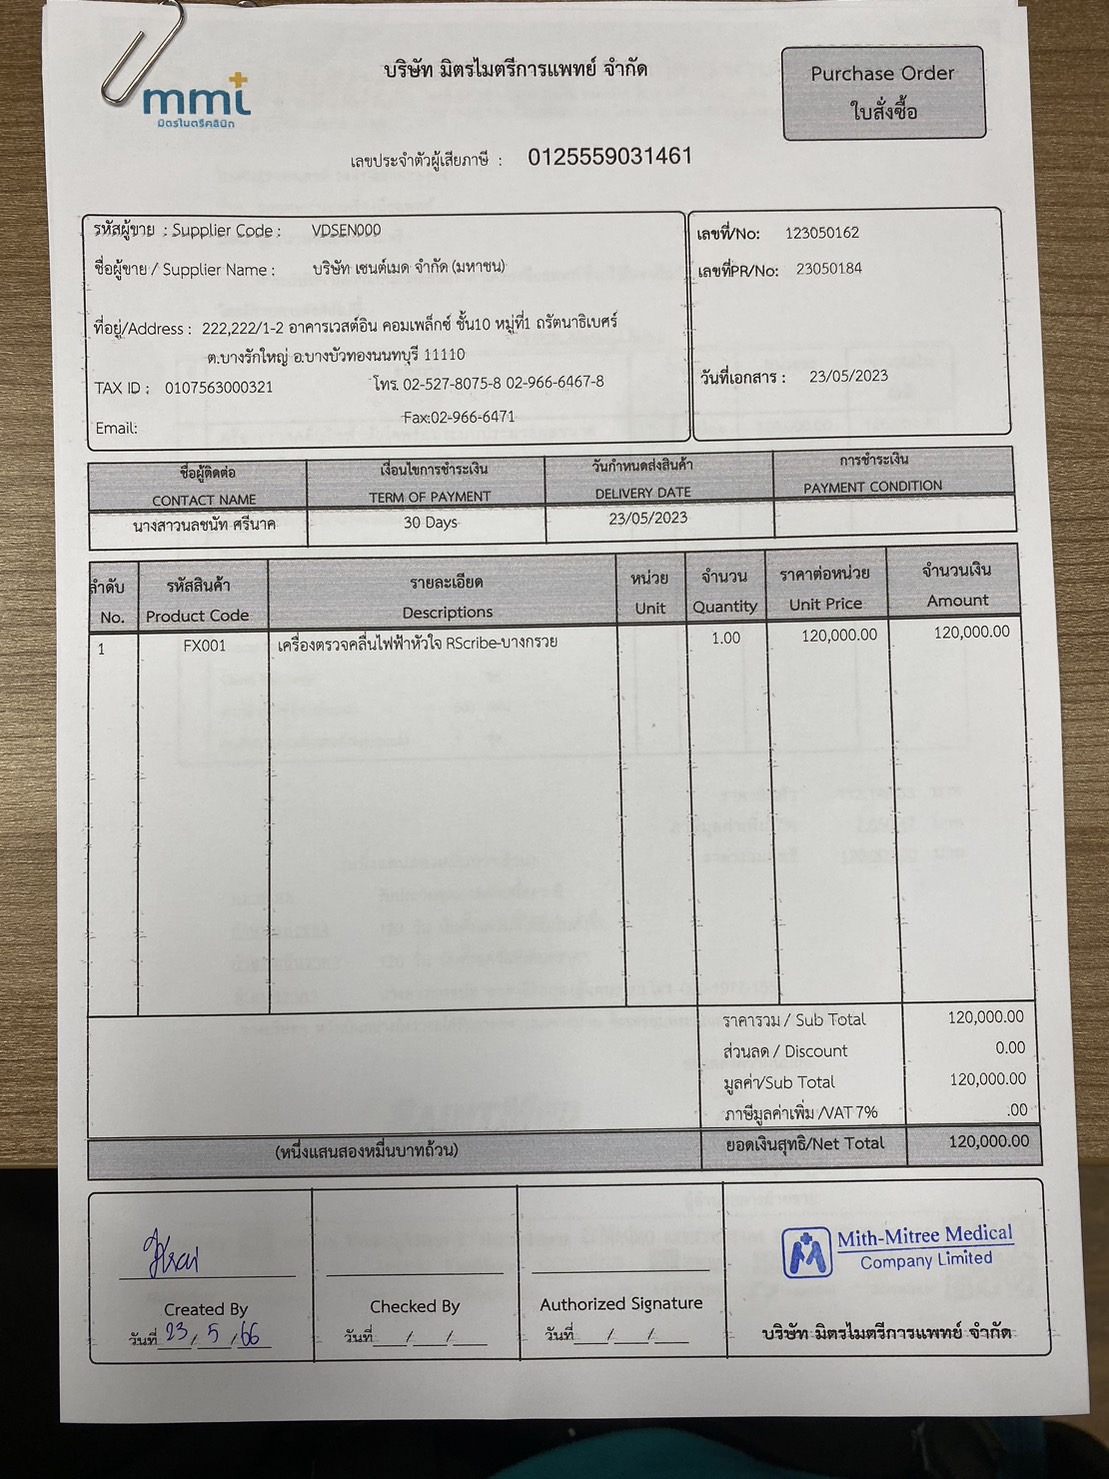 mmi
มิตรไมตรีคลินิก
บริษัท มิตรไมตรีการแพทย์ จำกัด
Purchase Order
ใบสั่งซื้อ
เลขประจำตัวผู้เสียภาษี : 0125559031461
รหัสผู้ขาย : Supplier Code : VDSEN000
ชื่อผู้ขาย / Supplier Name : บริษัท เซนต์เมด จำกัด (มหาชน)
ที่อยู่/Address : 222,222/1-2 อาคารเวสต์อิน คอมเพล็กซ์ ชั้น10 หมู่ที่1 ถรัตนาธิเบศร์
ต.บางรักใหญ่ อ.บางบัวทองนนทบุรี 11110
TAX ID : 0107563000321 โทร. 02-527-8075-8 02-966-6467-8
Email: Fax:02-966-6471
เลขที่/No: 123050162
เลขที่PR/No: 23050184
วันที่เอกสาร : 23/05/2023
ชื่อผู้ติดต่อ เงื่อนไขการชำระเงิน วันกำหนดส่งสินค้า การชำระเงิน
CONTACT NAME TERM OF PAYMENT DELIVERY DATE PAYMENT CONDITION
นางสาวนลชนัท ศรีนาค 30 Days 23/05/2023
ลำดับ รหัสสินค้า รายละเอียด หน่วย จำนวน ราคาต่อหน่วย จำนวนเงิน
No. Product Code Descriptions Unit Quantity Unit Price Amount
1 FX001 เครื่องตรวจคลื่นไฟฟ้าหัวใจ RScribe-บางกรวย 1.00 120,000.00 120,000.00
ราคารวม / Sub Total 120,000.00
ส่วนลด / Discount 0.00
มูลค่า/Sub Total 120,000.00
ภาษีมูลค่าเพิ่ม /VAT 7% .00
(หนึ่งแสนสองหมื่นบาทถ้วน) ยอดเงินสุทธิ/Net Total 120,000.00
Created By Checked By Authorized Signature
วันที่ 23 / 5 / 66 วันที่ / / วันที่ / /
Mith-Mitree Medical
Company Limited
บริษัท มิตรไมตรีการแพทย์ จำกัด